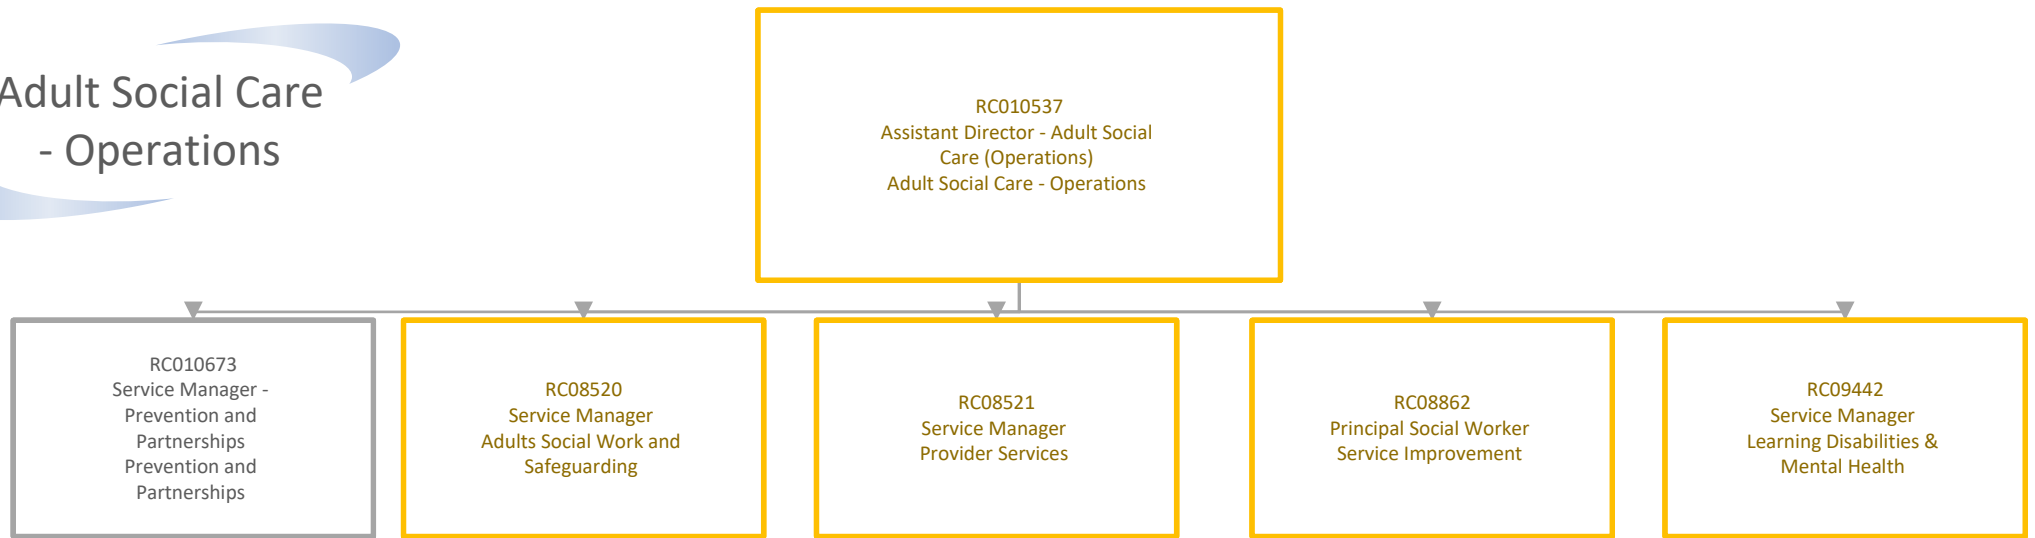 Adult Social Care
- Operations
RC010537
Assistant Director - Adult Social
Care (Operations)
Adult Social Care - Operations
RC010673
Service Manager -
Prevention and
Partnerships
Prevention and
Partnerships
RC08520
Service Manager
Adults Social Work and
Safeguarding
RC08521
Service Manager
Provider Services
RC08862
Principal Social Worker
Service Improvement
RC09442
Service Manager
Learning Disabilities &
Mental Health